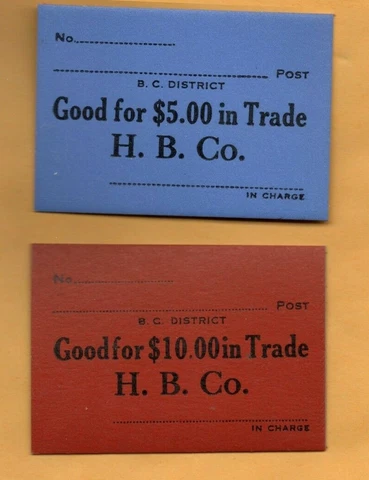 No.
Post
B. C. DISTRICT
Good for $5.00 in Trade
H. B. Co.
IN CHARGE
No.
Post
B. C. DISTRICT
Good for $10.00 in Trade
H. B. Co.
IN CHARGE